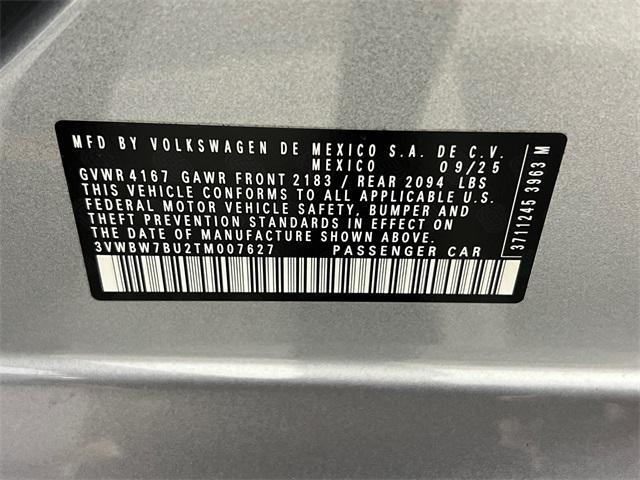 MFD BY VOLKSWAGEN DE MEXICO S.A. DE C.V.
MEXICO 09/25
GVWR 4167 GAWR FRONT 2183 / REAR 2094 LBS
THIS VEHICLE CONFORMS TO ALL APPLICABLE U.S.
FEDERAL MOTOR VEHICLE SAFETY, BUMPER, AND
THEFT PREVENTION STANDARDS IN EFFECT ON
THE DATE OF MANUFACTURE SHOWN ABOVE.
3VWBW7BU2TM007627 PASSENGER CAR
3711245 3963 M